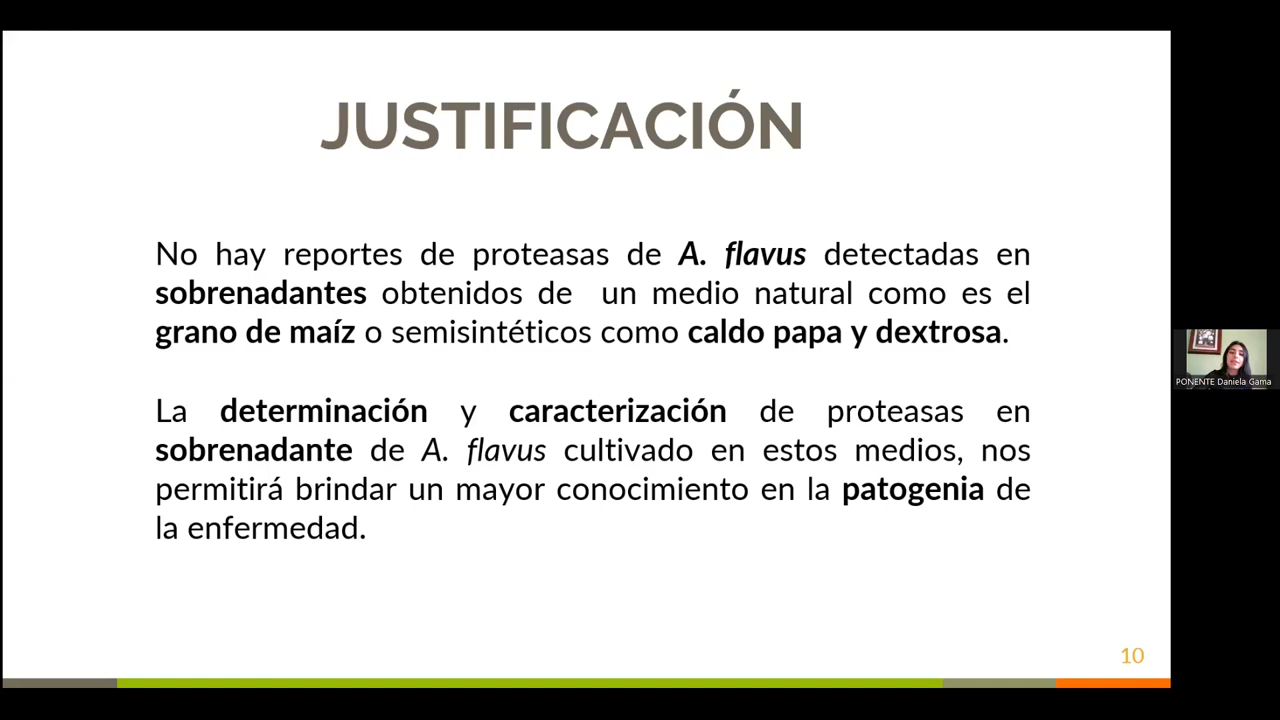 JUSTIFICACIÓN
No hay reportes de proteasas de A. flavus detectadas en
sobrenadantes obtenidos de un medio natural como es el
grano de maíz o semisintéticos como caldo papa y dextrosa.
La determinación y caracterización de proteasas en
sobrenadante de A. flavus cultivado en estos medios, nos
permitirá brindar un mayor conocimiento en la patogenia de
la enfermedad.
PONENTE Daniela Gama
10